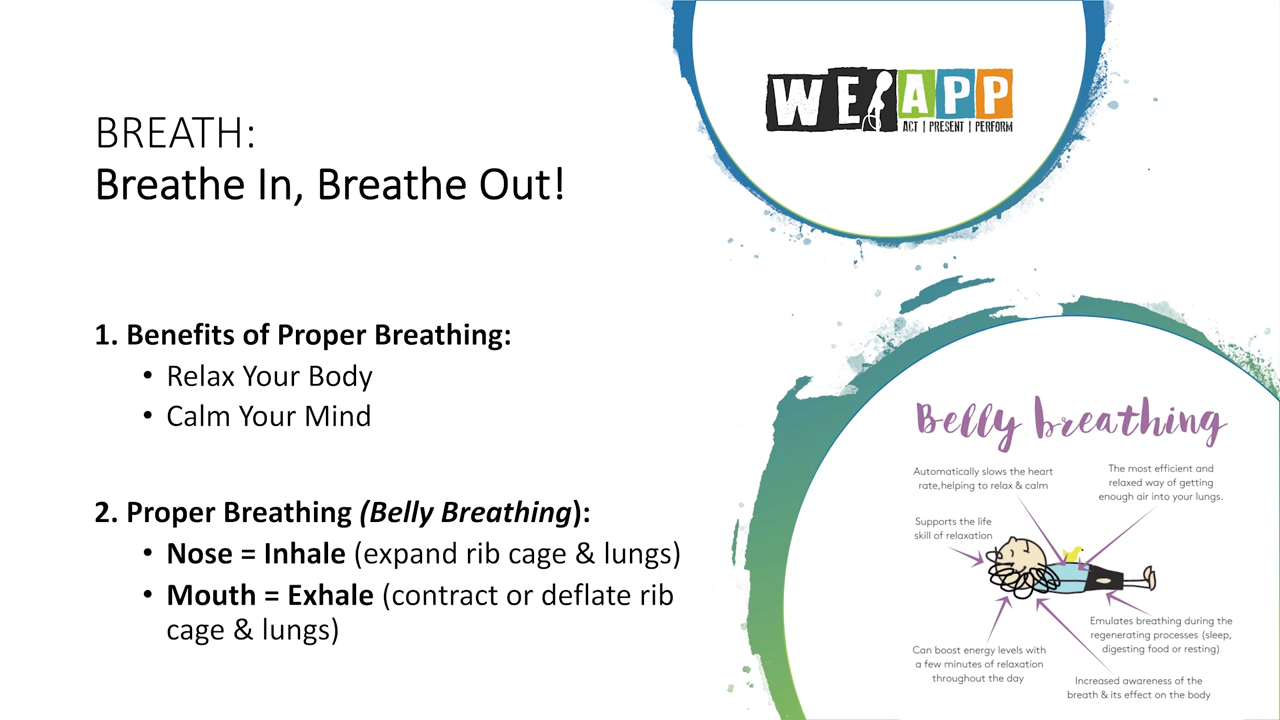 BREATH:
Breathe In, Breathe Out!
1. Benefits of Proper Breathing:
• Relax Your Body
• Calm Your Mind
2. Proper Breathing (Belly Breathing):
• Nose = Inhale (expand rib cage & lungs)
• Mouth = Exhale (contract or deflate rib
cage & lungs)
WE APP
ACT | PRESENT | PERFORM
Belly breathing
Automatically slows the heart
rate,helping to relax & calm
The most efficient and
relaxed way of getting
enough air into your lungs.
Supports the life
skill of relaxation
Emulates breathing during the
regenerating processes (sleep,
digesting food or resting)
Can boost energy levels with
a few minutes of relaxation
throughout the day
Increased awareness of the
breath & its effect on the body